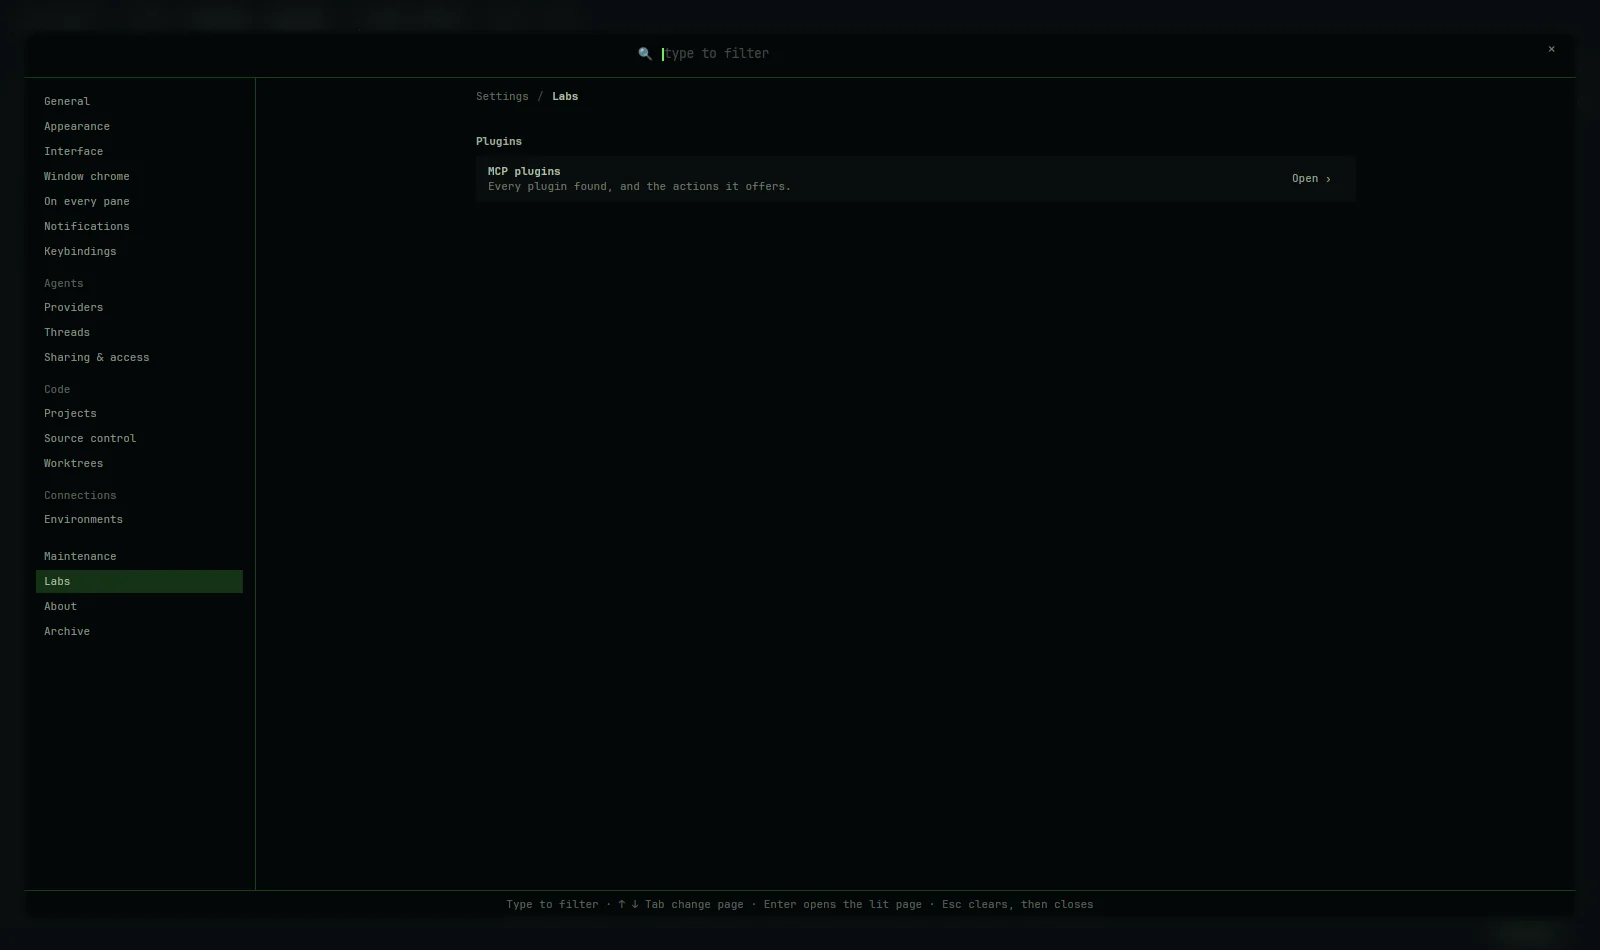 type to filter
×
General
Appearance
Interface
Window chrome
On every pane
Notifications
Keybindings
Agents
Providers
Threads
Sharing & access
Code
Projects
Source control
Worktrees
Connections
Environments
Maintenance
Labs
About
Archive
Settings / Labs
Plugins
MCP plugins
Every plugin found, and the actions it offers.
Open ›
Type to filter · ↑ ↓ Tab change page · Enter opens the lit page · Esc clears, then closes